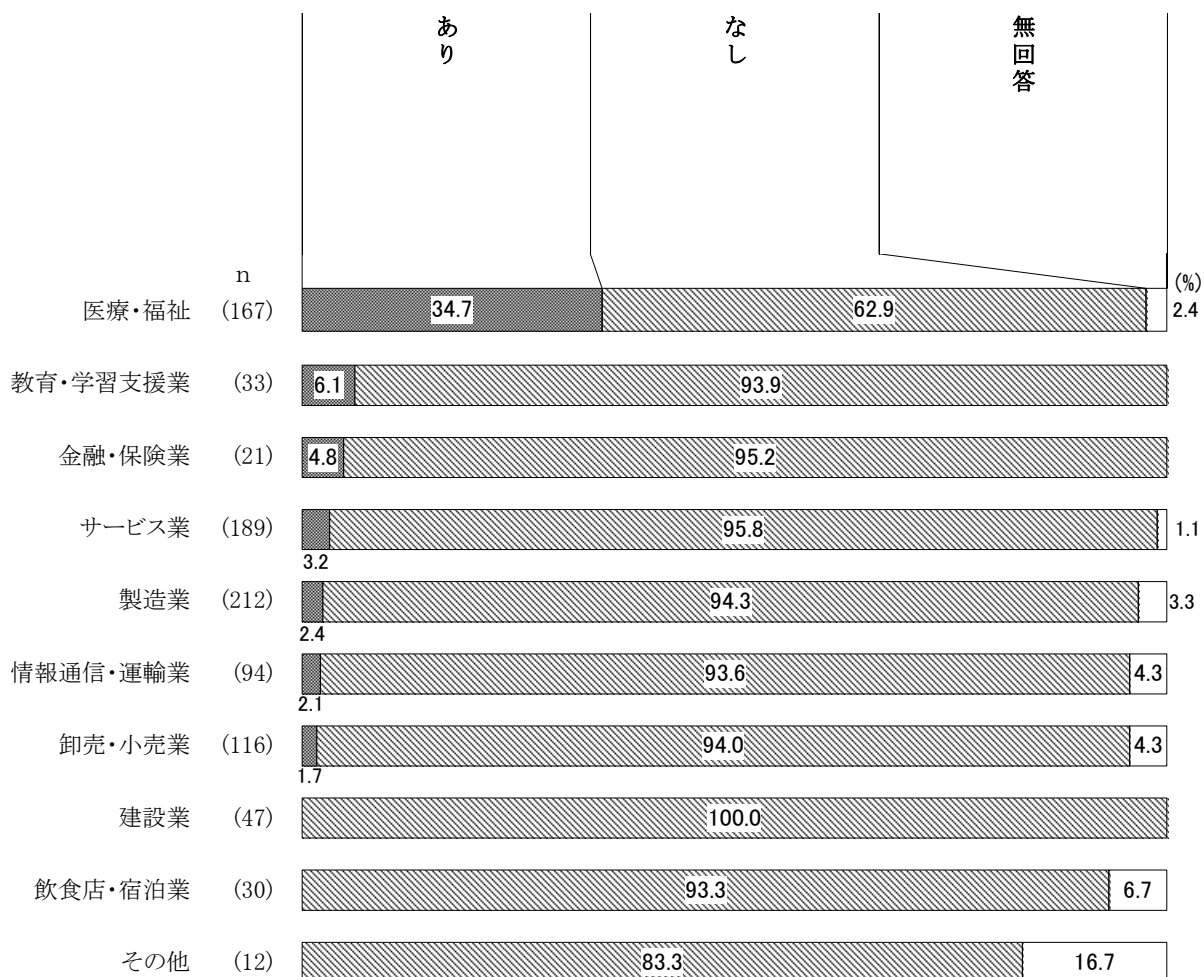 あり
なし
無回答
n
(%)
医療・福祉 (167) 34.7 62.9 2.4
教育・学習支援業 (33) 6.1 93.9
金融・保険業 (21) 4.8 95.2
サービス業 (189) 95.8 1.1
3.2
製造業 (212) 94.3 3.3
2.4
情報通信・運輸業 (94) 93.6 4.3
2.1
卸売・小売業 (116) 94.0 4.3
1.7
建設業 (47) 100.0
飲食店・宿泊業 (30) 93.3 6.7
その他 (12) 83.3 16.7